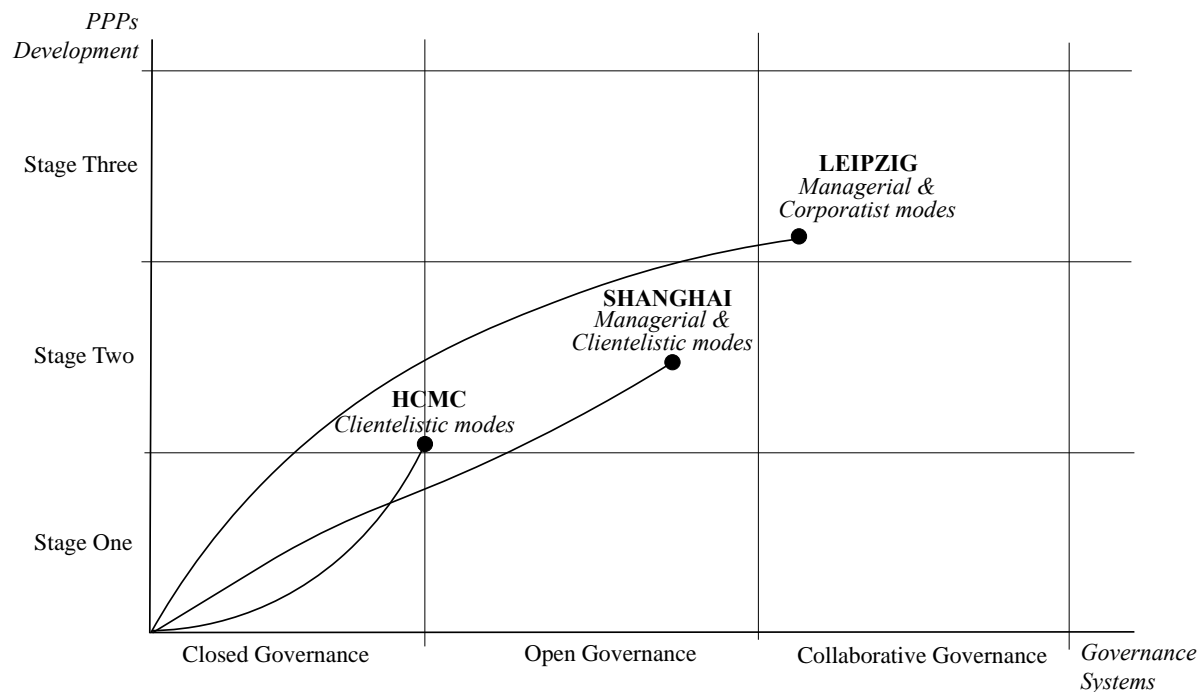 PPPs
Development
Stage Three
LEIPZIG
Managerial &
Corporatist modes
SHANGHAI
Managerial &
Clientelistic modes
Stage Two
HCMC
Clientelistic modes
Stage One
Closed Governance
Open Governance
Collaborative Governance
Governance
Systems